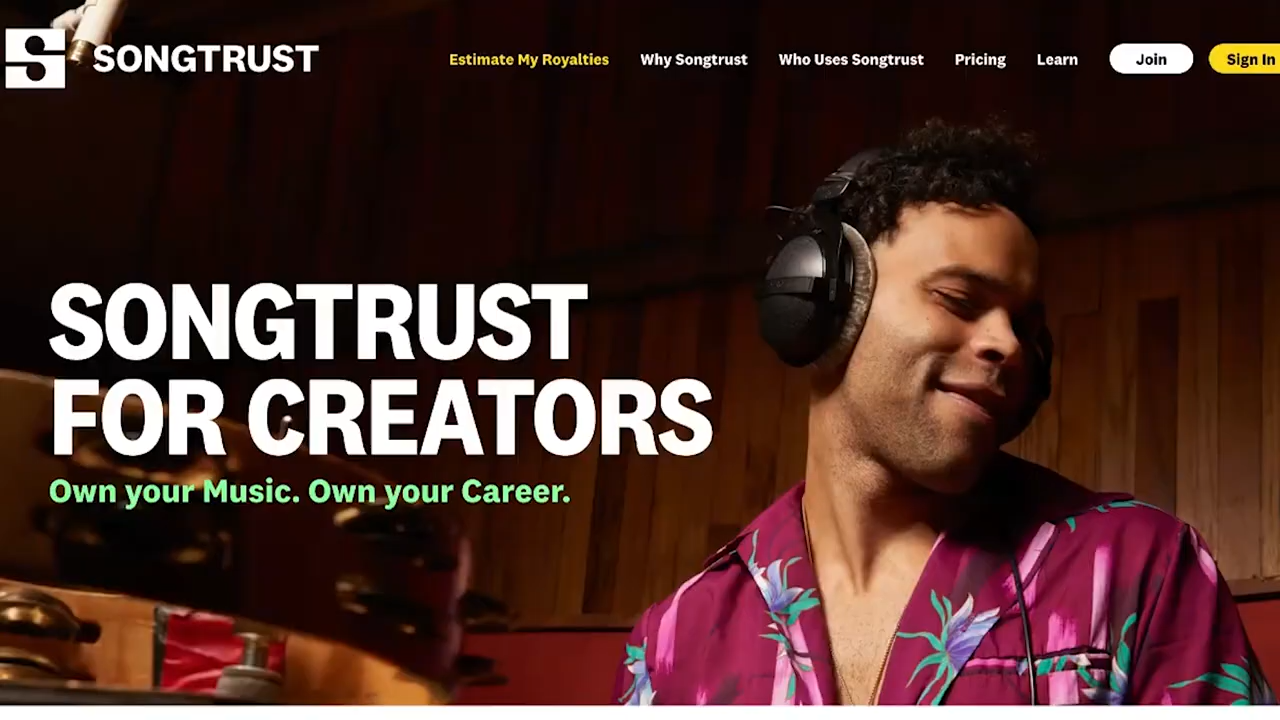 SONGTRUST
Estimate My Royalties Why Songtrust Who Uses Songtrust Pricing Learn Join Sign In
SONGTRUST
FOR CREATORS
Own your Music. Own your Career.